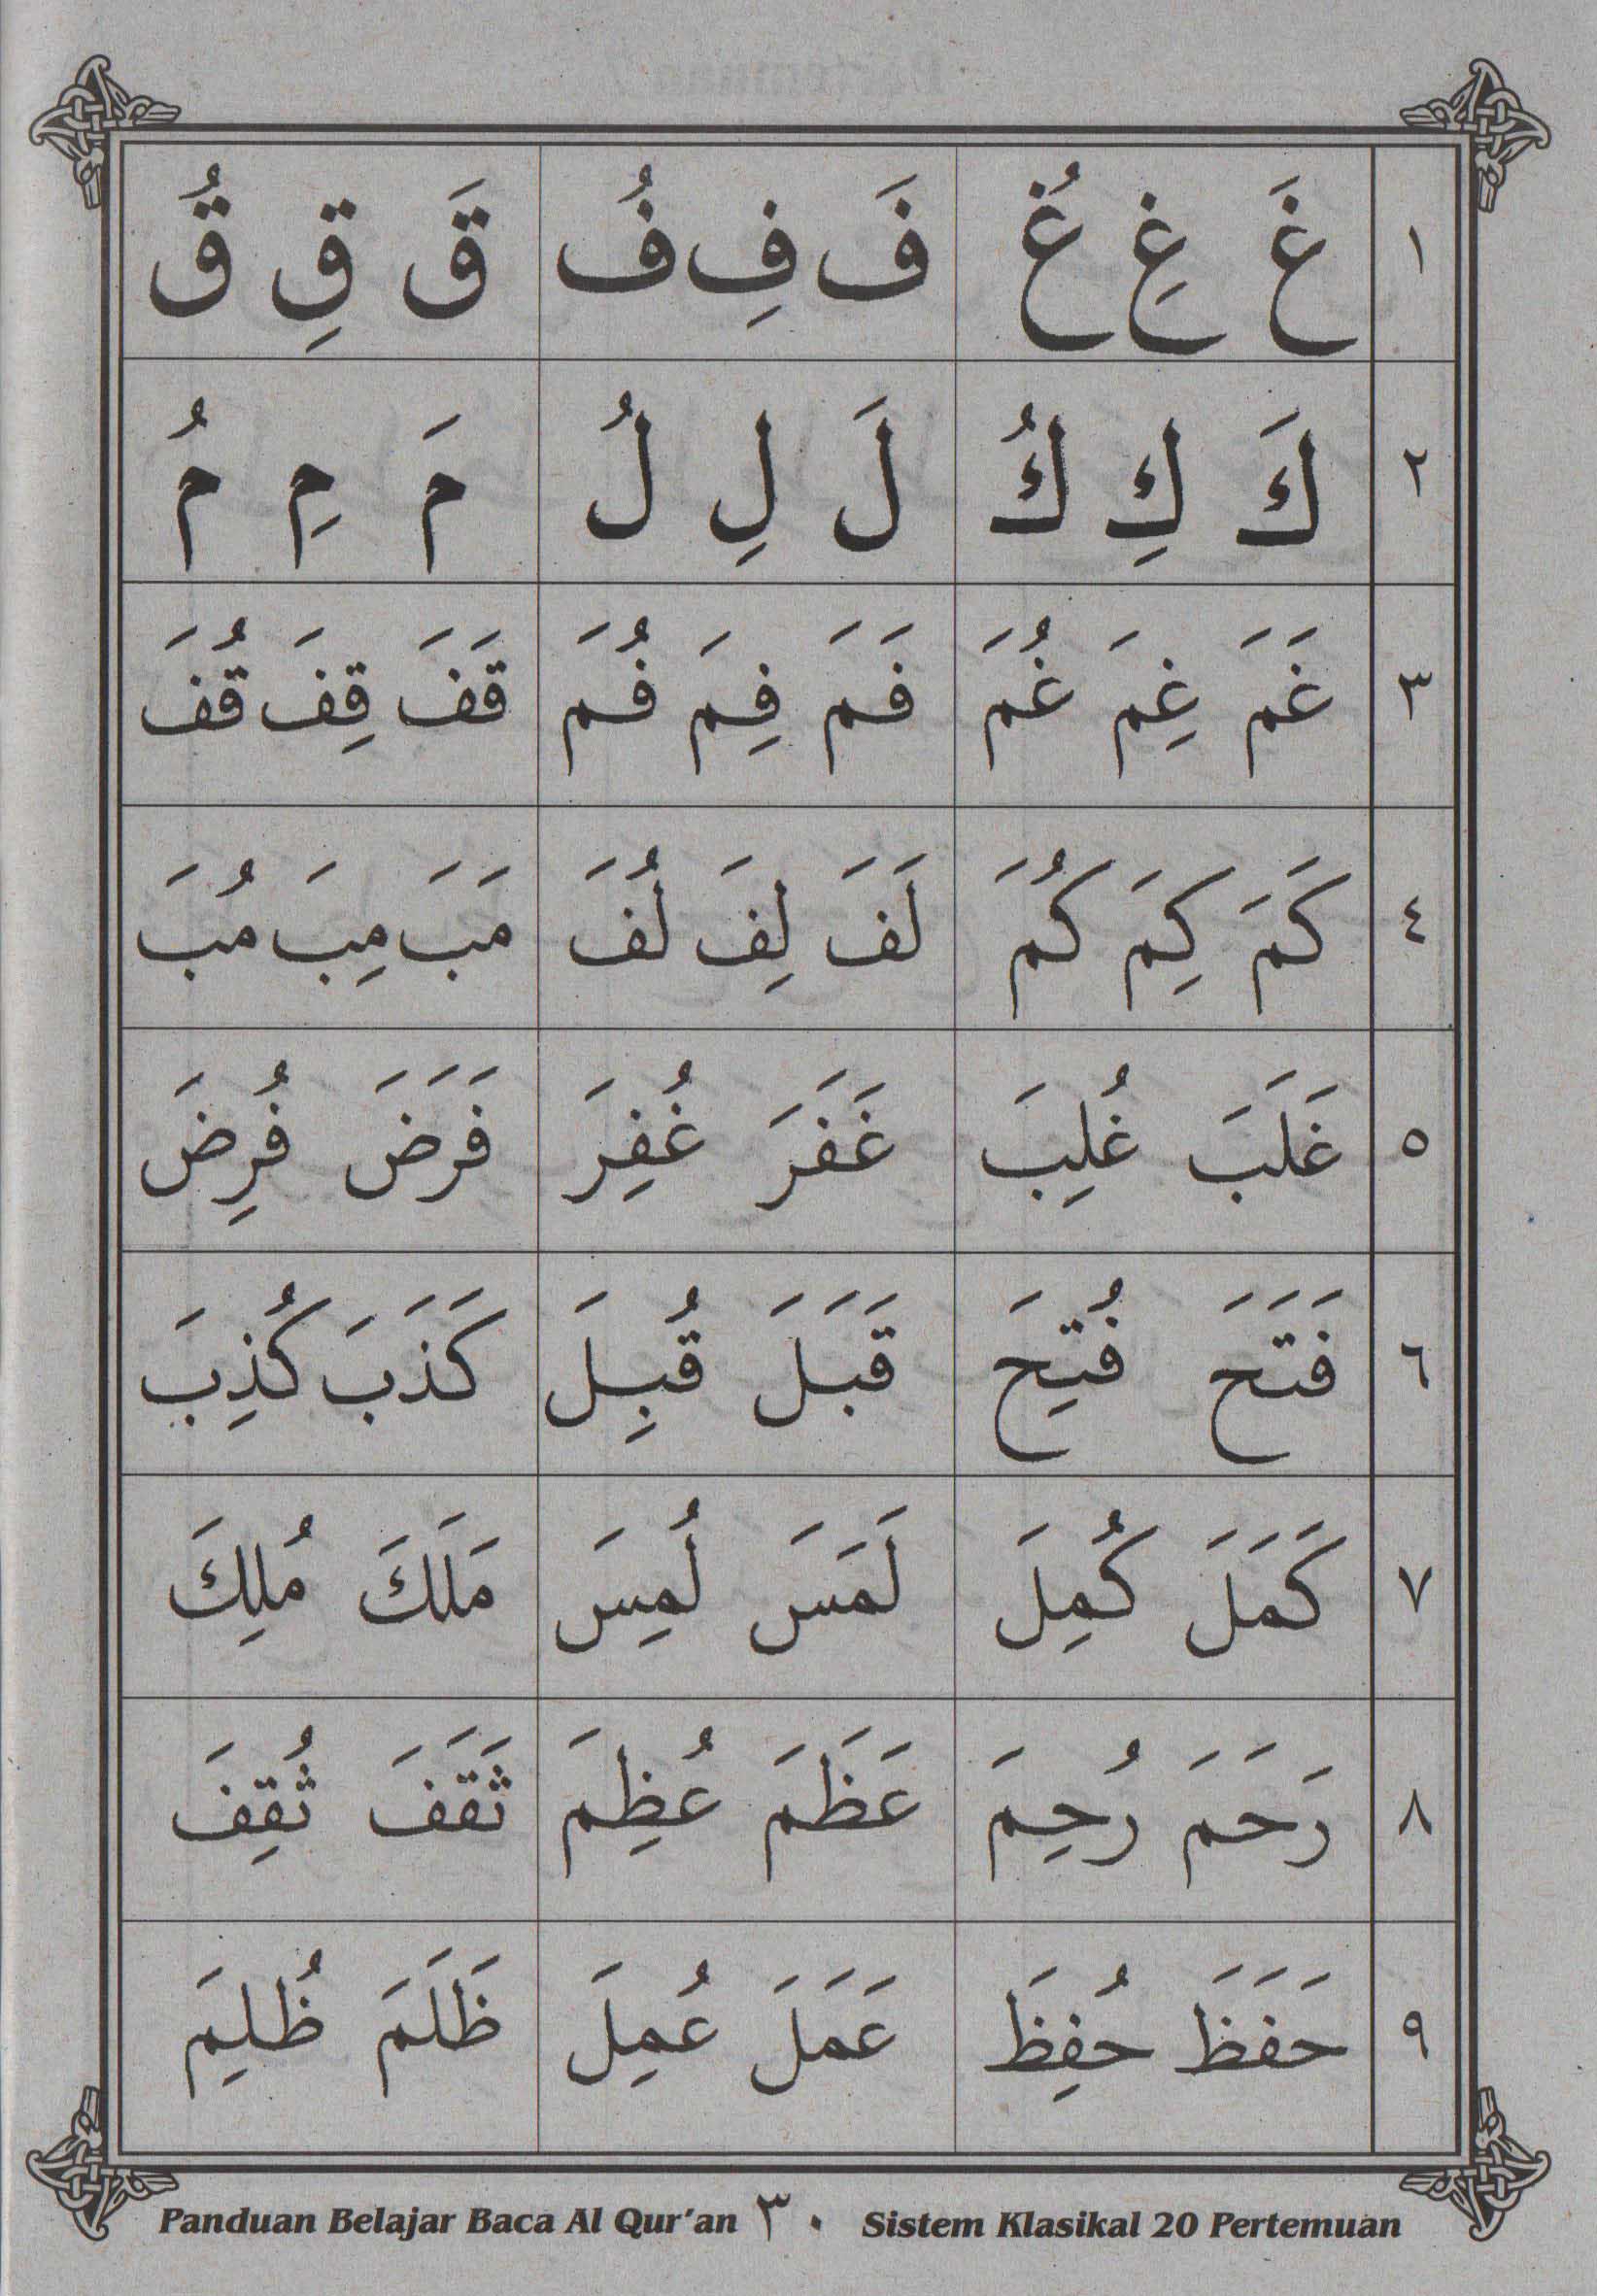 ١ غَ غِ غُ فَ فِ فُ قَ قِ قُ
٢ كَ كِ كُ لَ لِ لُ مَ مِ مُ
٣ غَمَ غِمَ غُمَ فَمَ فِمَ فُمَ قَفَ قِفَ قُفَ
٤ كَمَ كِمَ كُمَ لَفَ لِفَ لُفَ مَبَ مِبَ مُبَ
٥ غَلَبَ غُلِبَ غَفَرَ غُفِرَ فَرَضَ فُرِضَ
٦ فَتَحَ فُتِحَ قَبَلَ قُبِلَ كَذَبَ كُذِبَ
٧ كَمَلَ كُمِلَ لَمَسَ لُمِسَ مَلَكَ مُلِكَ
٨ رَحَمَ رُحِمَ عَظَمَ عُظِمَ ثَقَفَ ثُقِفَ
٩ حَفَظَ حُفِظَ عَمَلَ عُمِلَ ظَلَمَ ظُلِمَ
Panduan Belajar Baca Al Qur'an ٣٠ Sistem Klasikal 20 Pertemuan